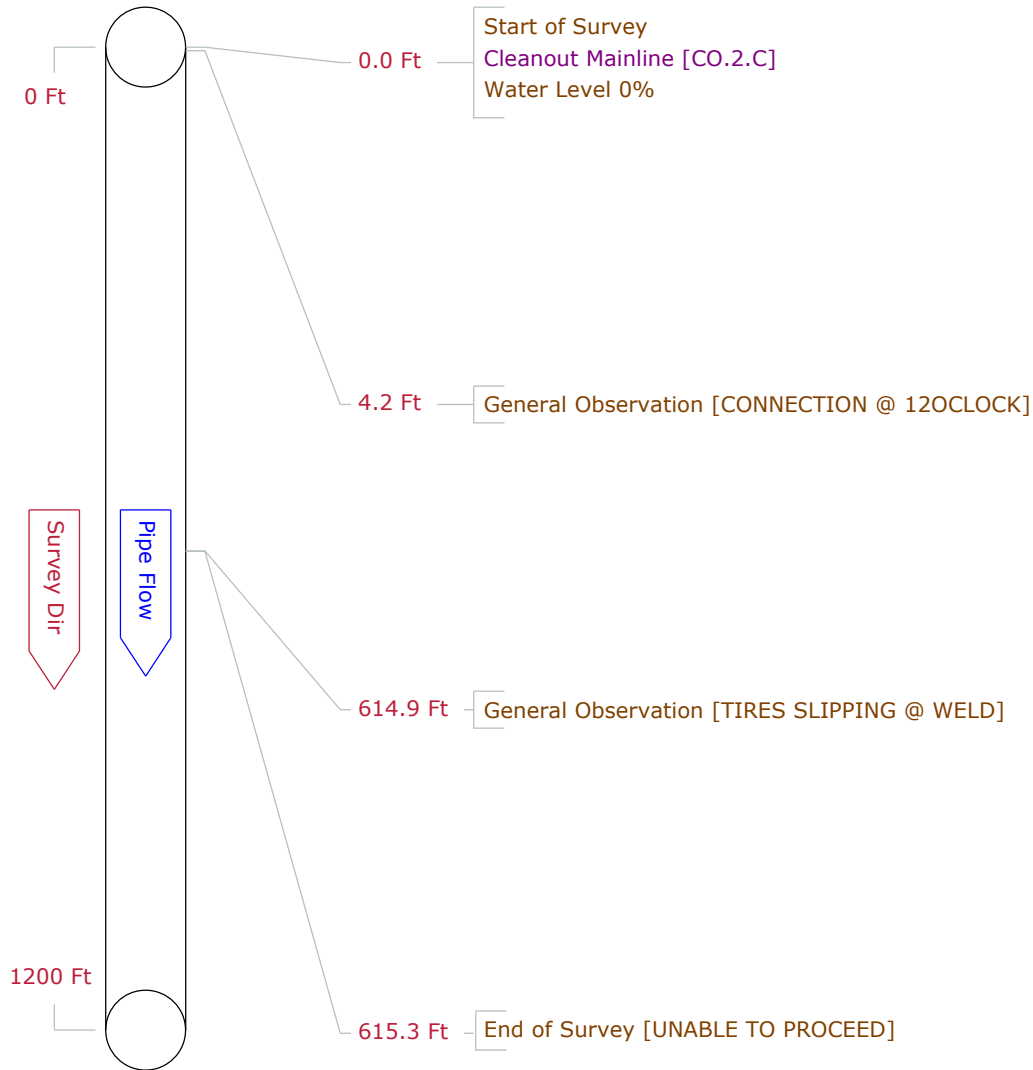 Start of Survey
0.0 Ft
Cleanout Mainline [CO.2.C]
Water Level 0%
0 Ft
4.2 Ft
General Observation [CONNECTION @ 12OCLOCK]
Survey Dir
Pipe Flow
614.9 Ft
General Observation [TIRES SLIPPING @ WELD]
1200 Ft
615.3 Ft
End of Survey [UNABLE TO PROCEED]